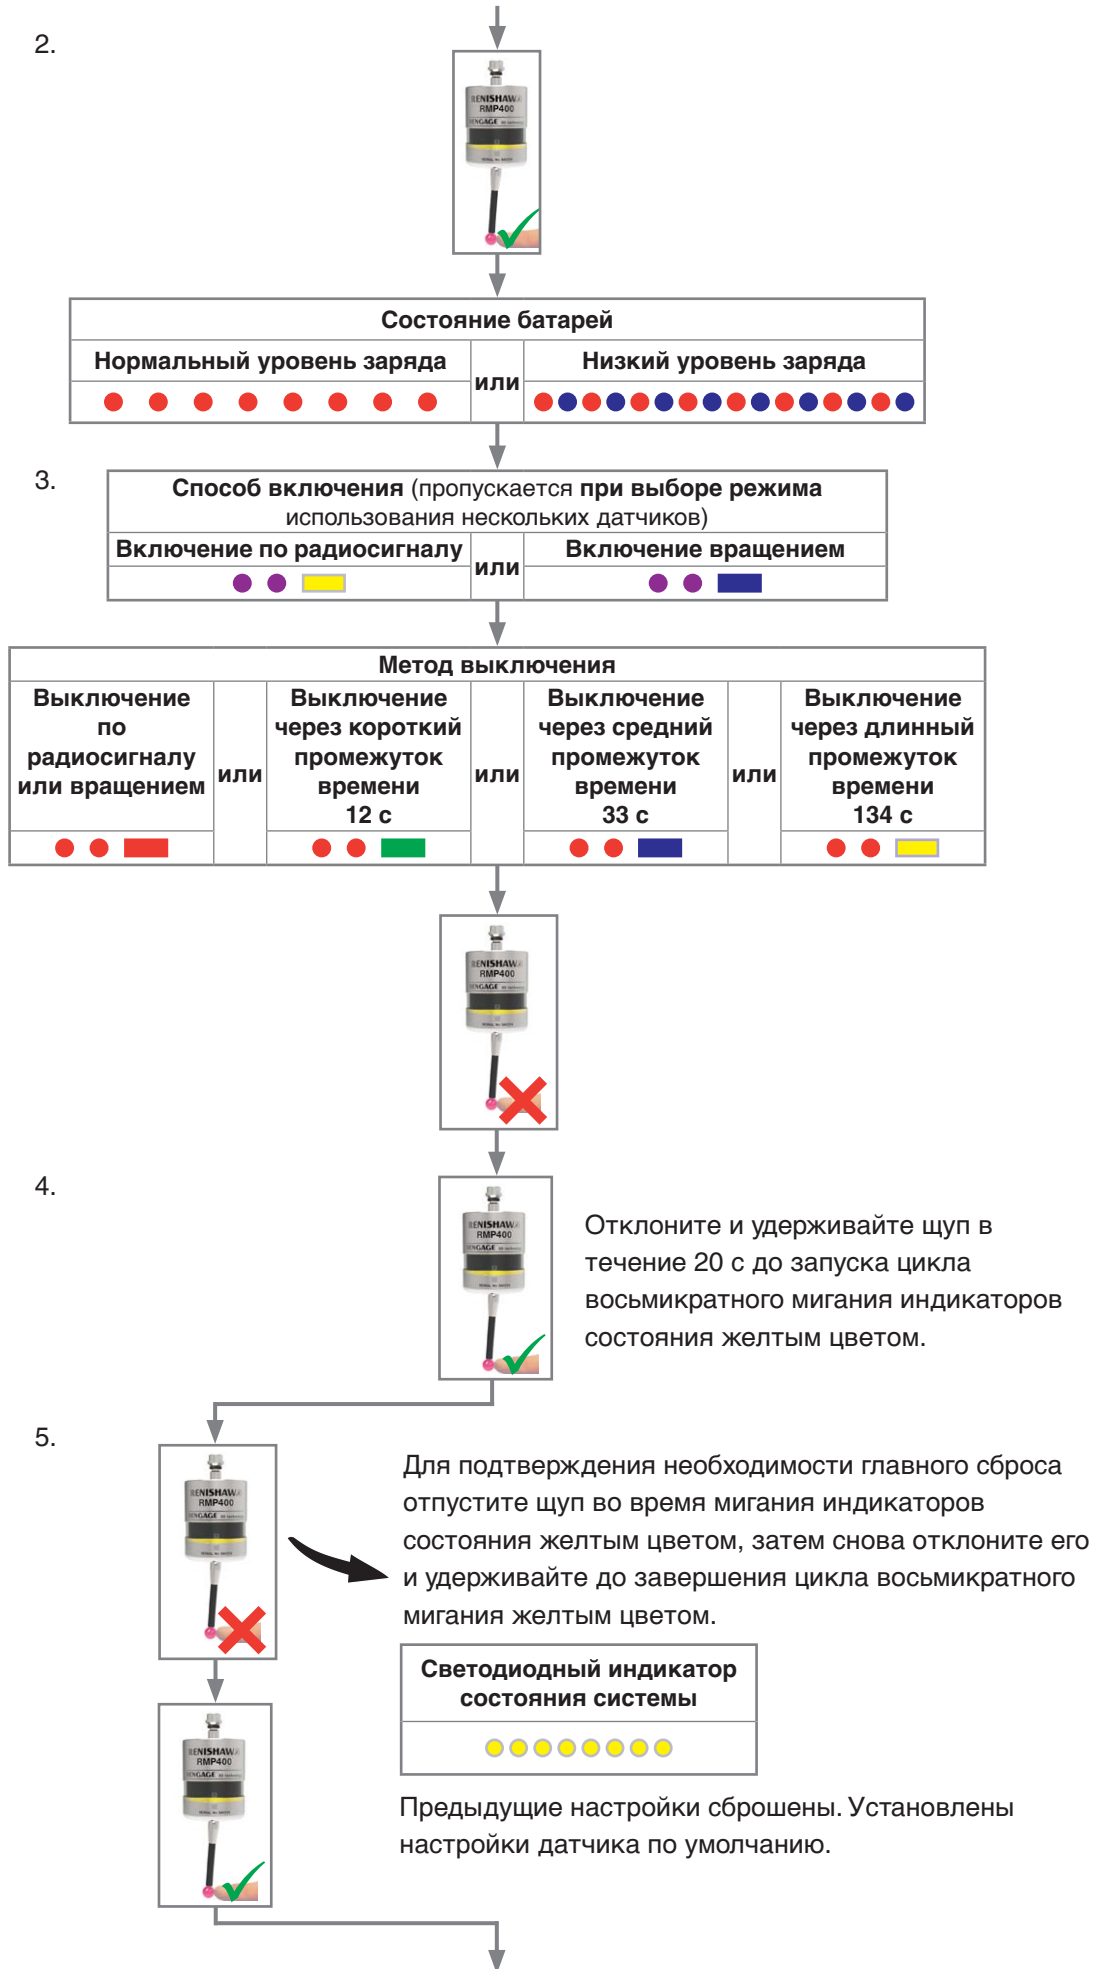 2.
RENISHAW
RMP400
RENGAGE
Состояние батарей
Нормальный уровень заряда
или
Низкий уровень заряда
3.
Способ включения (пропускается при выборе режима
использования нескольких датчиков)
Включение по радиосигналу
или
Включение вращением
Метод выключения
Выключение
по
радиосигналу
или вращением
или
Выключение
через короткий
промежуток
времени
12 с
или
Выключение
через средний
промежуток
времени
33 с
или
Выключение
через длинный
промежуток
времени
134 с
RENISHAW
RMP400
RENGAGE
4.
RENISHAW
RMP400
RENGAGE
Отклоните и удерживайте щуп в
течение 20 с до запуска цикла
восьмикратного мигания индикаторов
состояния желтым цветом.
5.
RENISHAW
RMP400
RENGAGE
Для подтверждения необходимости главного сброса
отпустите щуп во время мигания индикаторов
состояния желтым цветом, затем снова отклоните его
и удерживайте до завершения цикла восьмикратного
мигания желтым цветом.
Светодиодный индикатор
состояния системы
RENISHAW
RMP400
RENGAGE
Предыдущие настройки сброшены. Установлены
настройки датчика по умолчанию.